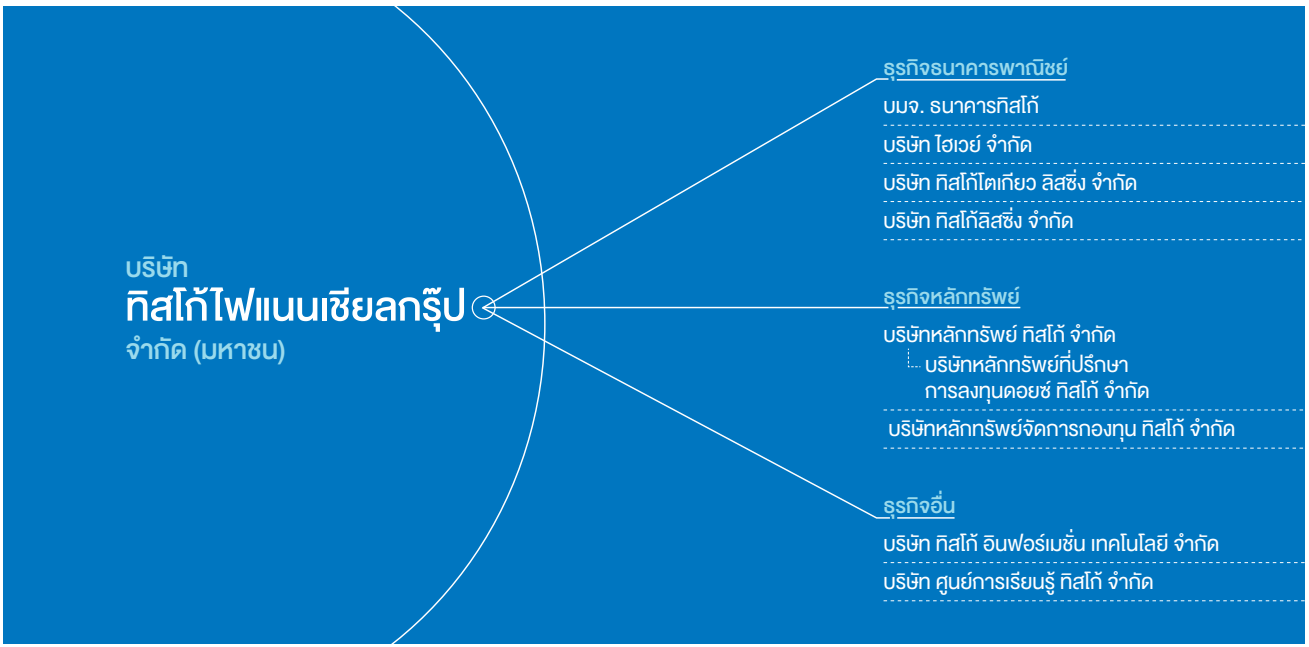 บริษัท
ทิสโก้ไฟแนนเชียลกรุ๊ป
จำกัด (มหาชน)
ธุรกิจธนาคารพาณิชย์
บมจ. ธนาคารทิสโก้
บริษัท ไฮเวย์ จำกัด
บริษัท ทิสโก้โตเกียว ลิสซิ่ง จำกัด
บริษัท ทิสโก้ลิสซิ่ง จำกัด
ธุรกิจหลักทรัพย์
บริษัทหลักทรัพย์ ทิสโก้ จำกัด
บริษัทหลักทรัพย์ที่ปรึกษา
การลงทุนดอยซ์ ทิสโก้ จำกัด
บริษัทหลักทรัพย์จัดการกองทุน ทิสโก้ จำกัด
ธุรกิจอื่น
บริษัท ทิสโก้ อินฟอร์เมชั่น เทคโนโลยี จำกัด
บริษัท ศูนย์การเรียนรู้ ทิสโก้ จำกัด